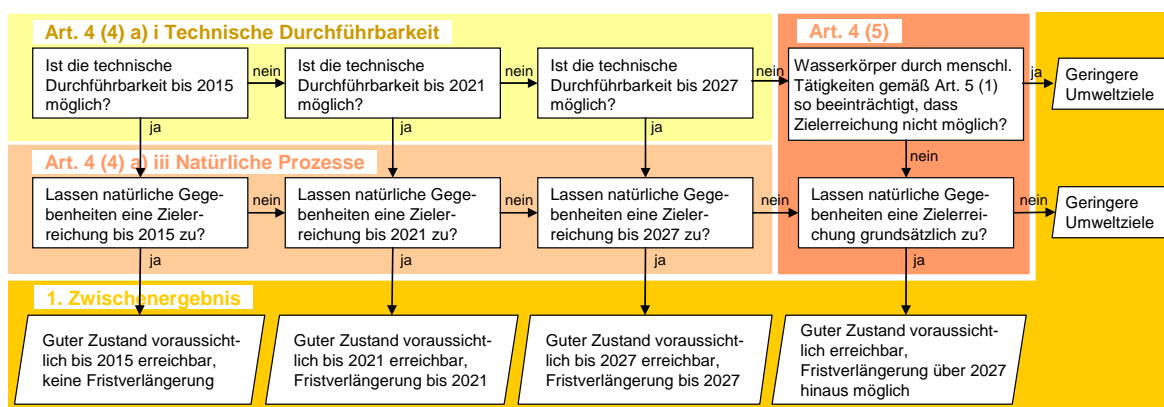 Art. 4 (4) a) i Technische Durchführbarkeit
Art. 4 (5)
Ist die technische
Durchführbarkeit bis 2015
möglich?
nein
Ist die technische
Durchführbarkeit bis 2021
möglich?
nein
Ist die technische
Durchführbarkeit bis 2027
möglich?
nein
Wasserkörper durch menschl.
Tätigkeiten gemäß Art. 5 (1)
so beeinträchtigt, dass
Zielerreichung nicht möglich?
ja
Geringere
Umweltziele
ja
ja
ja
nein
Art. 4 (4) a) iii Natürliche Prozesse
Lassen natürliche Gege-
benheiten eine Zieler-
reichung bis 2015 zu?
nein
Lassen natürliche Gege-
benheiten eine Zieler-
reichung bis 2021 zu?
nein
Lassen natürliche Gege-
benheiten eine Zieler-
reichung bis 2027 zu?
nein
Lassen natürliche Gege-
benheiten eine Zielerrei-
chung grundsätzlich zu?
nein
Geringere
Umweltziele
ja
ja
ja
ja
1. Zwischenergebnis
Guter Zustand voraussicht-
lich bis 2015 erreichbar,
keine Fristverlängerung
Guter Zustand voraussicht-
lich bis 2021 erreichbar,
Fristverlängerung bis 2021
Guter Zustand voraussicht-
lich bis 2027 erreichbar,
Fristverlängerung bis 2027
Guter Zustand voraussicht-
lich erreichbar,
Fristverlängerung über 2027
hinaus möglich